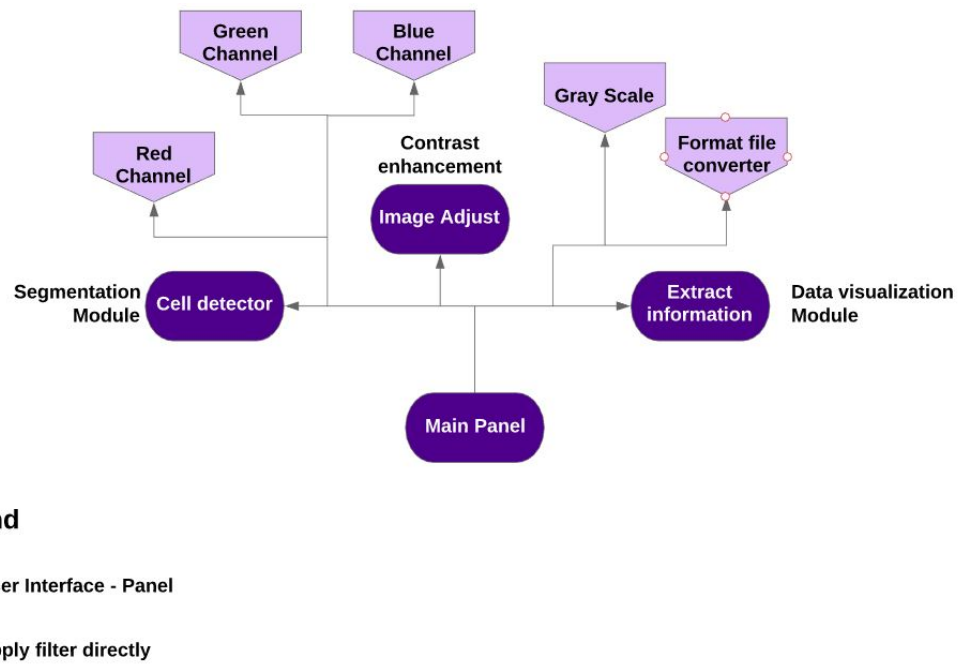 Green
Channel
Blue
Channel
Gray Scale
Format file
converter
Red
Channel
Contrast
enhancement
Image Adjust
Segmentation
Module
Cell detector
Extract
information
Data visualization
Module
Main Panel
nd
er Interface - Panel
ply filter directly